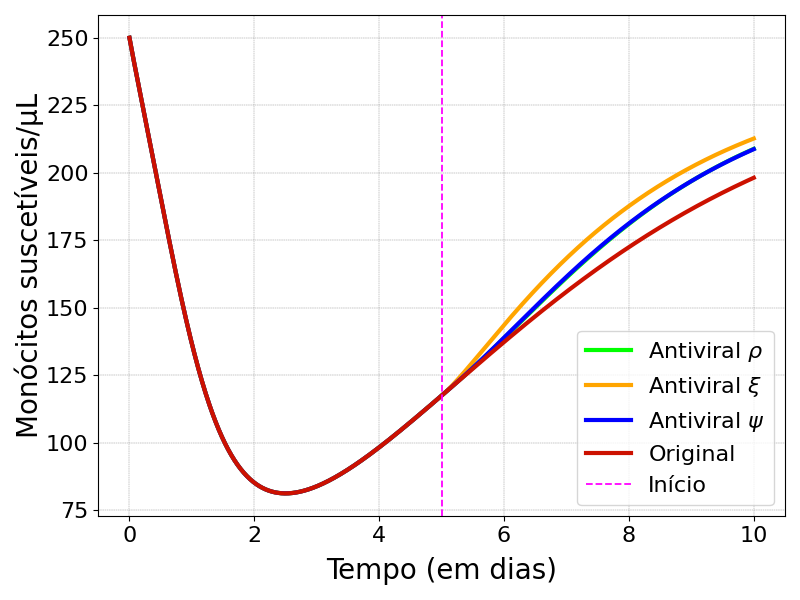 250
225
200
175
150
125
100
75
Monócitos suscetíveis/µL
0 2 4 6 8 10
Tempo (em dias)
Antiviral ρ
Antiviral ξ
Antiviral ψ
Original
Início